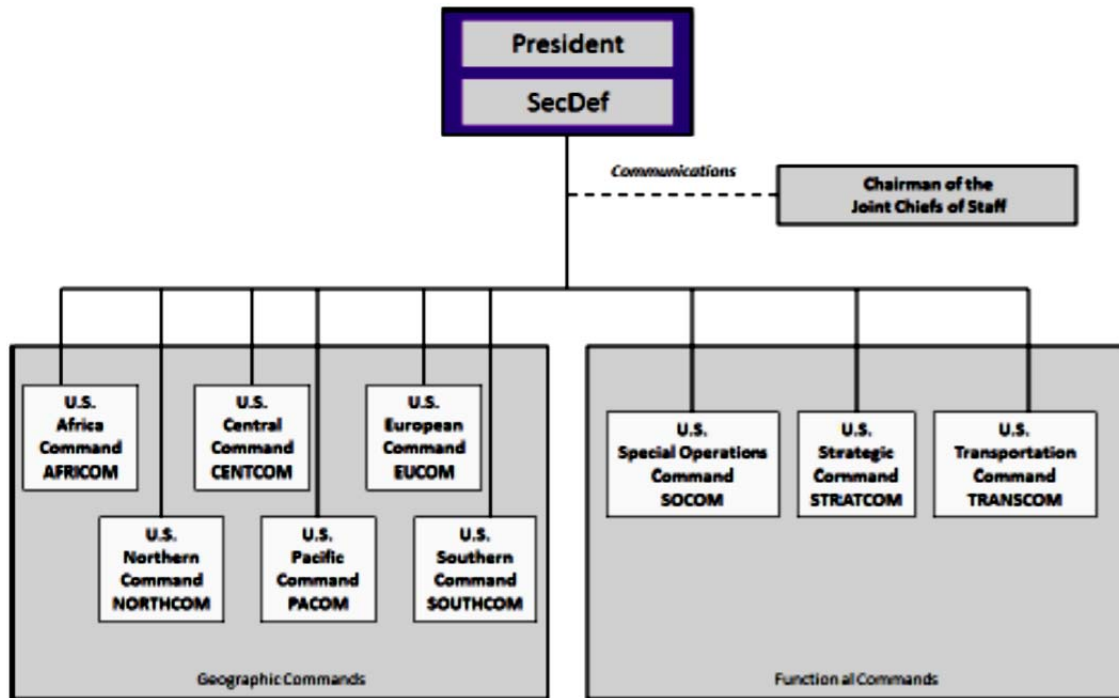 President
SecDef
Communications
Chairman of the
Joint Chiefs of Staff
U.S.
Africa
Command
AFRICOM
U.S.
Central
Command
CENTCOM
U.S.
European
Command
EUCOM
U.S.
Northern
Command
NORTHCOM
U.S.
Pacific
Command
PACOM
U.S.
Southern
Command
SOUTHCOM
Geographic Commands
U.S.
Special Operations
Command
SOCOM
U.S.
Strategic
Command
STRATCOM
U.S.
Transportation
Command
TRANSCOM
Functional Commands